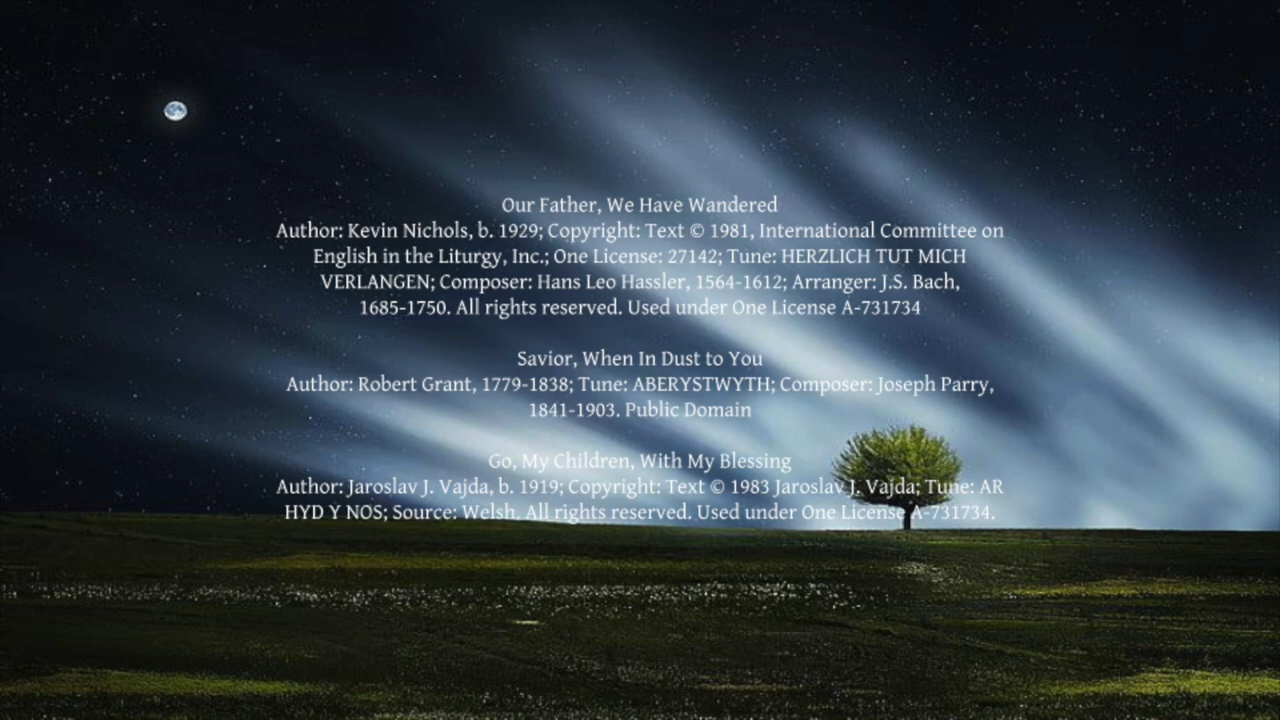 Our Father, We Have Wandered
Author: Kevin Nichols, b. 1929; Copyright: Text © 1981, International Committee on
English in the Liturgy, Inc.; One License: 27142; Tune: HERZLICH TUT MICH
VERLANGEN; Composer: Hans Leo Hassler, 1564-1612; Arranger: J.S. Bach,
1685-1750. All rights reserved. Used under One License A-731734
Savior, When In Dust to You
Author: Robert Grant, 1779-1838; Tune: ABERYSTWYTH; Composer: Joseph Parry,
1841-1903. Public Domain
Go, My Children, With My Blessing
Author: Jaroslav J. Vajda, b. 1919; Copyright: Text © 1983 Jaroslav J. Vajda; Tune: AR
HYD Y NOS; Source: Welsh. All rights reserved. Used under One License A-731734.